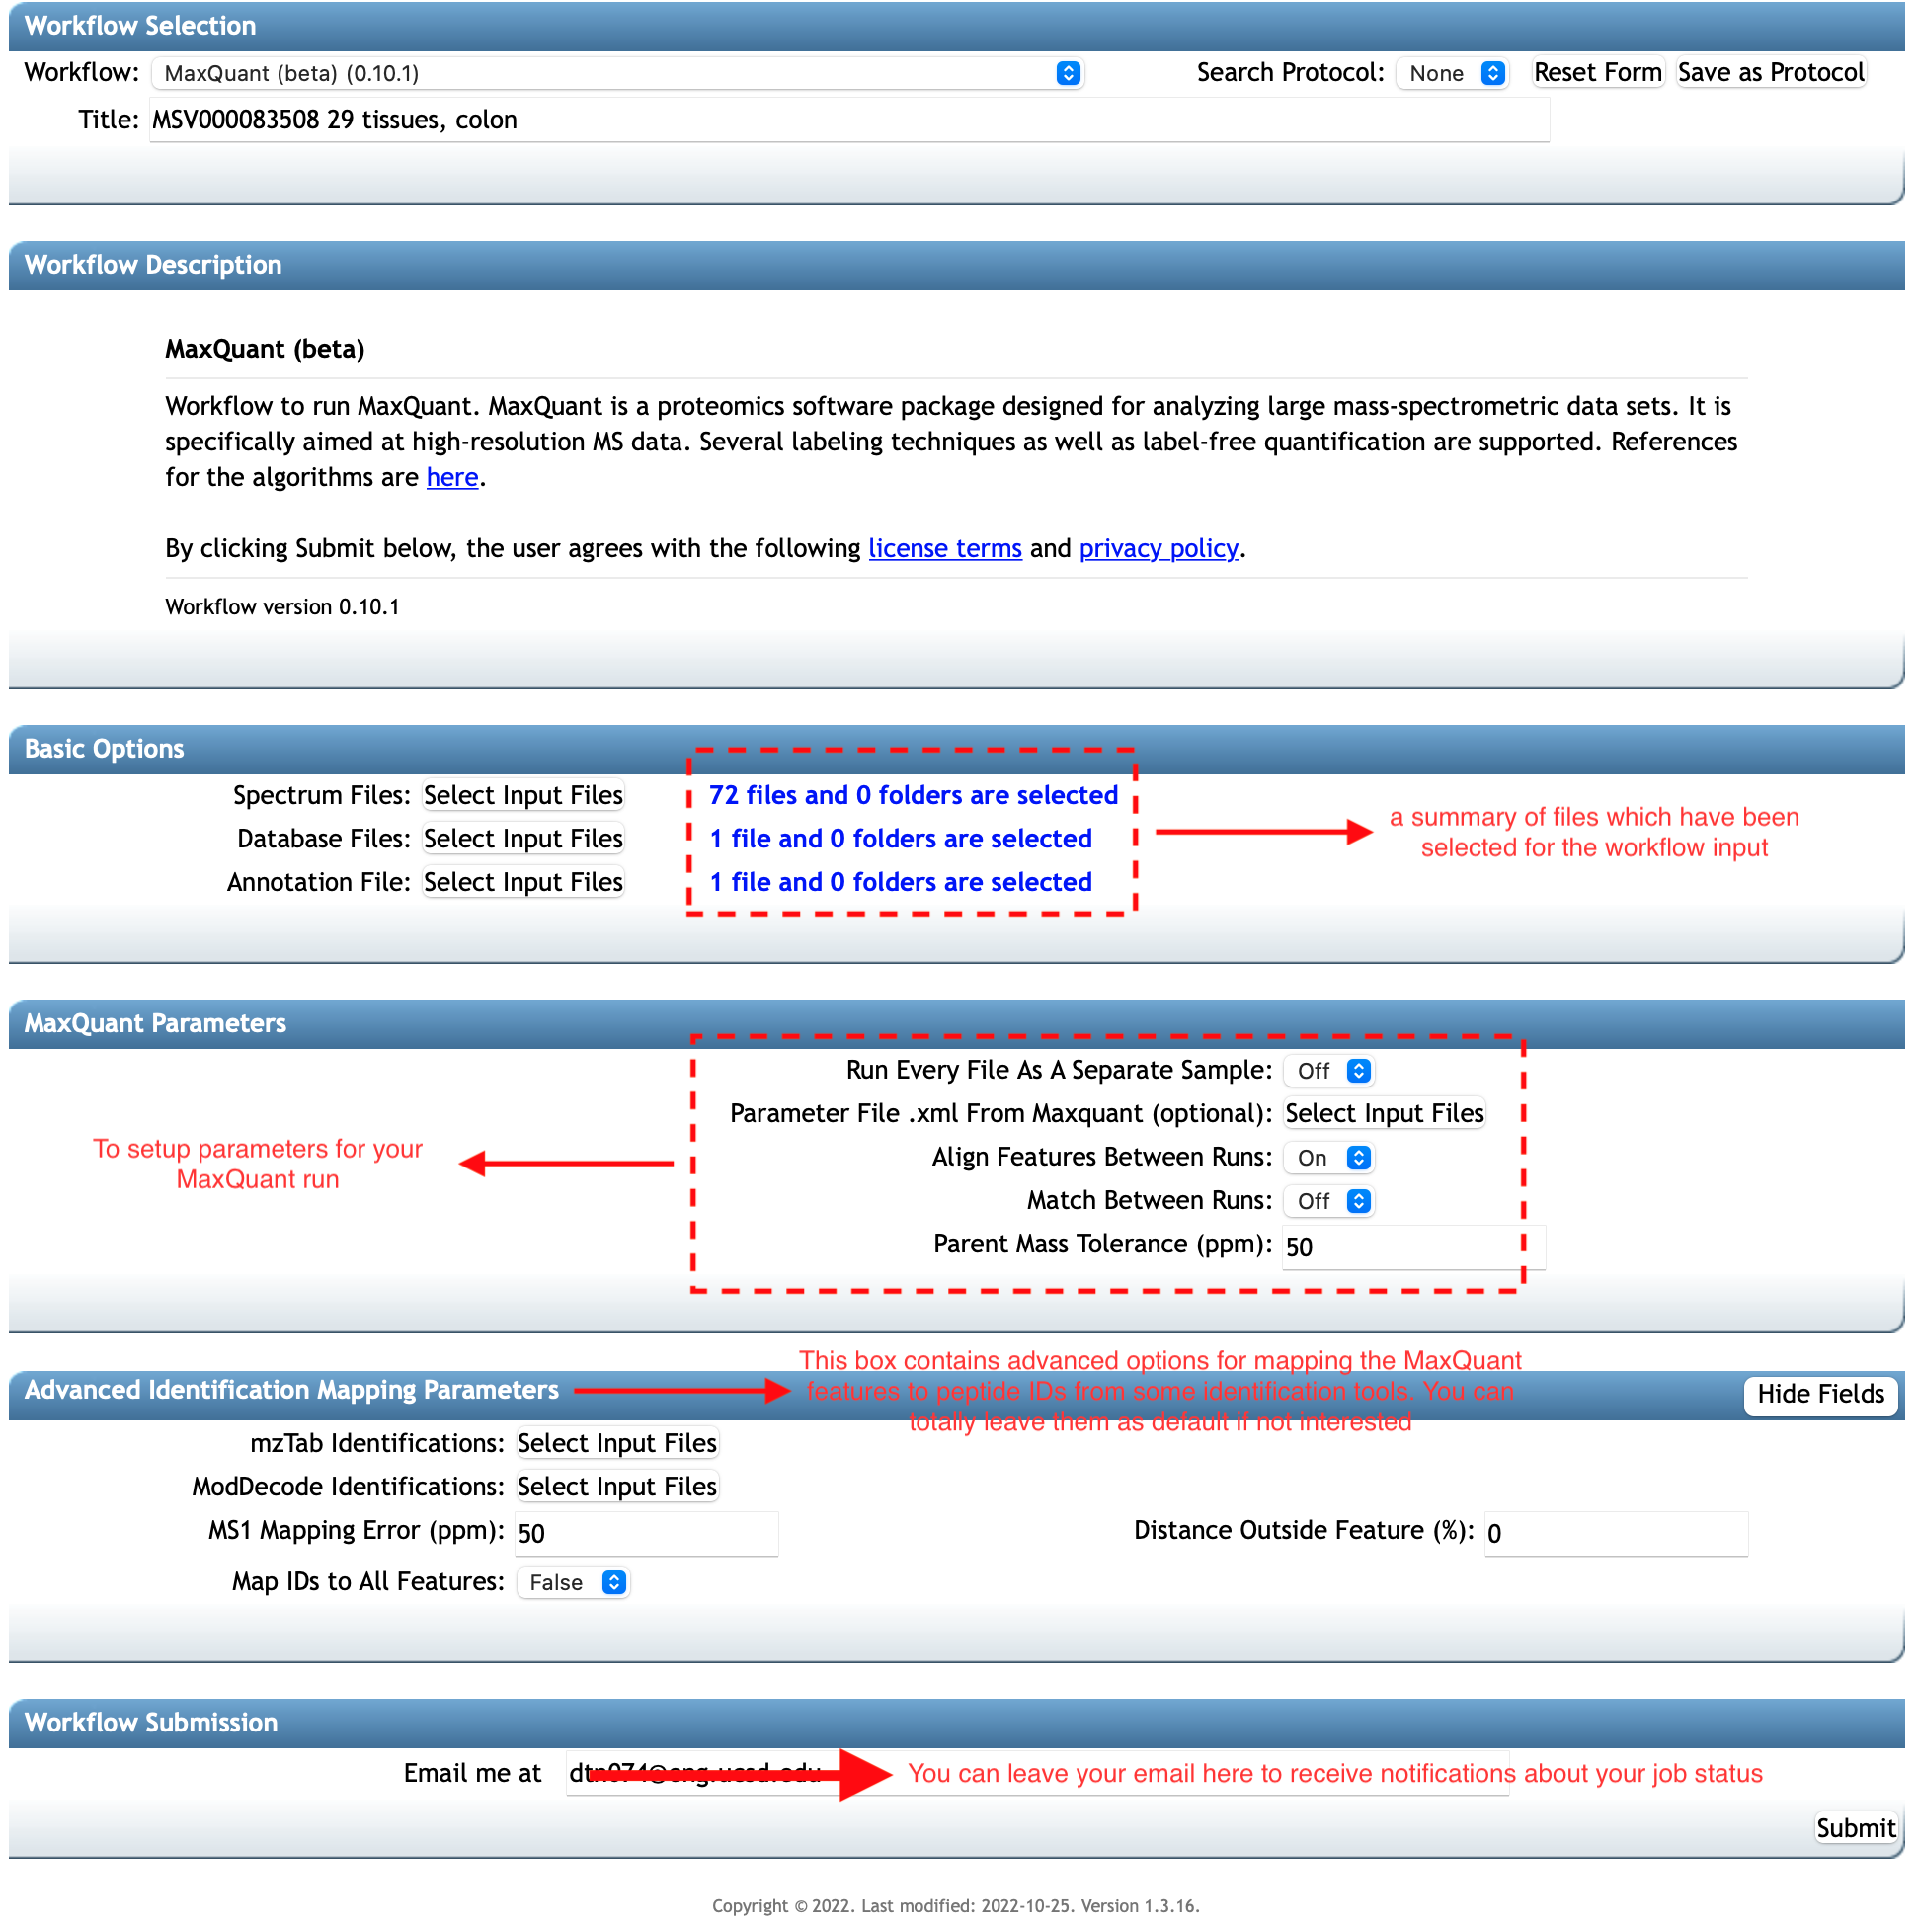 Workflow Selection
Workflow: MaxQuant (beta) (0.10.1) Search Protocol: None Reset Form Save as Protocol
Title: MSV000083508 29 tissues, colon
Workflow Description
MaxQuant (beta)
Workflow to run MaxQuant. MaxQuant is a proteomics software package designed for analyzing large mass-spectrometric data sets. It is
specifically aimed at high-resolution MS data. Several labeling techniques as well as label-free quantification are supported. References
for the algorithms are here.
By clicking Submit below, the user agrees with the following license terms and privacy policy.
Workflow version 0.10.1
Basic Options
Spectrum Files: Select Input Files 72 files and 0 folders are selected
Database Files: Select Input Files 1 file and 0 folders are selected
Annotation File: Select Input Files 1 file and 0 folders are selected
a summary of files which have been
selected for the workflow input
MaxQuant Parameters
Run Every File As A Separate Sample: Off
Parameter File .xml From Maxquant (optional): Select Input Files
Align Features Between Runs: On
Match Between Runs: Off
Parent Mass Tolerance (ppm): 50
To setup parameters for your
MaxQuant run
Advanced Identification Mapping Parameters
This box contains advanced options for mapping the MaxQuant
features to peptide IDs from some identification tools. You can
totally leave them as default if not interested
Hide Fields
mzTab Identifications: Select Input Files
ModDecode Identifications: Select Input Files
MS1 Mapping Error (ppm): 50 Distance Outside Feature (%): 0
Map IDs to All Features: False
Workflow Submission
Email me at
You can leave your email here to receive notifications about your job status
Submit
Copyright © 2022. Last modified: 2022-10-25. Version 1.3.16.